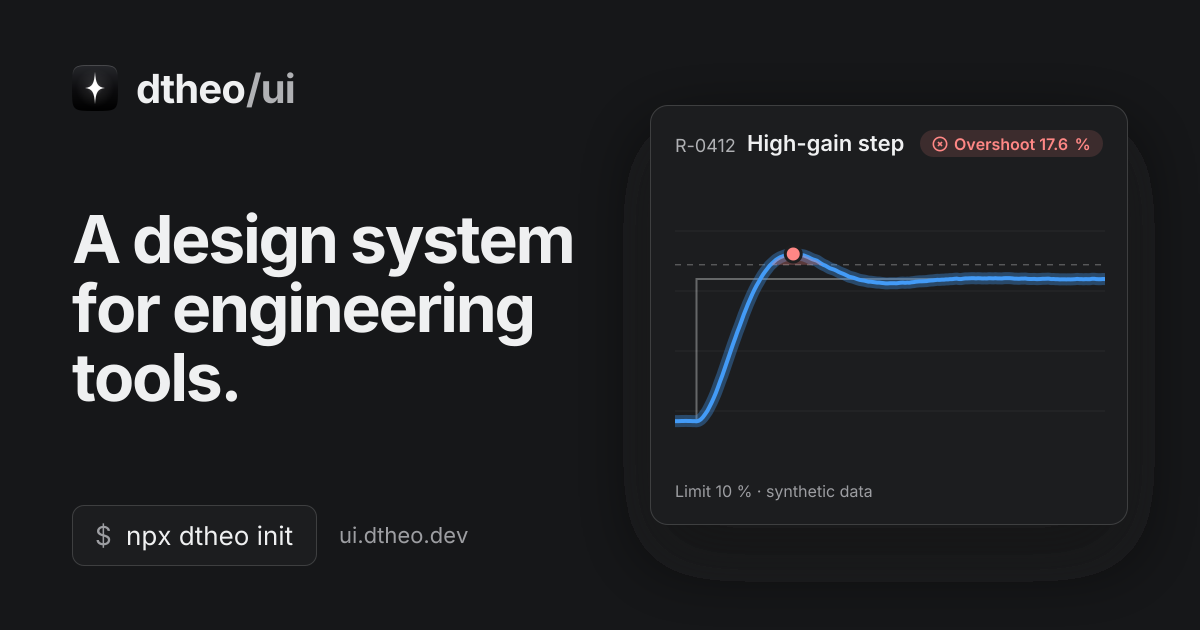 dtheo/ui
A design system
for engineering
tools.
$ npx dtheo init
ui.dtheo.dev
R-0412 High-gain step Overshoot 17.6 %
Limit 10 % · synthetic data